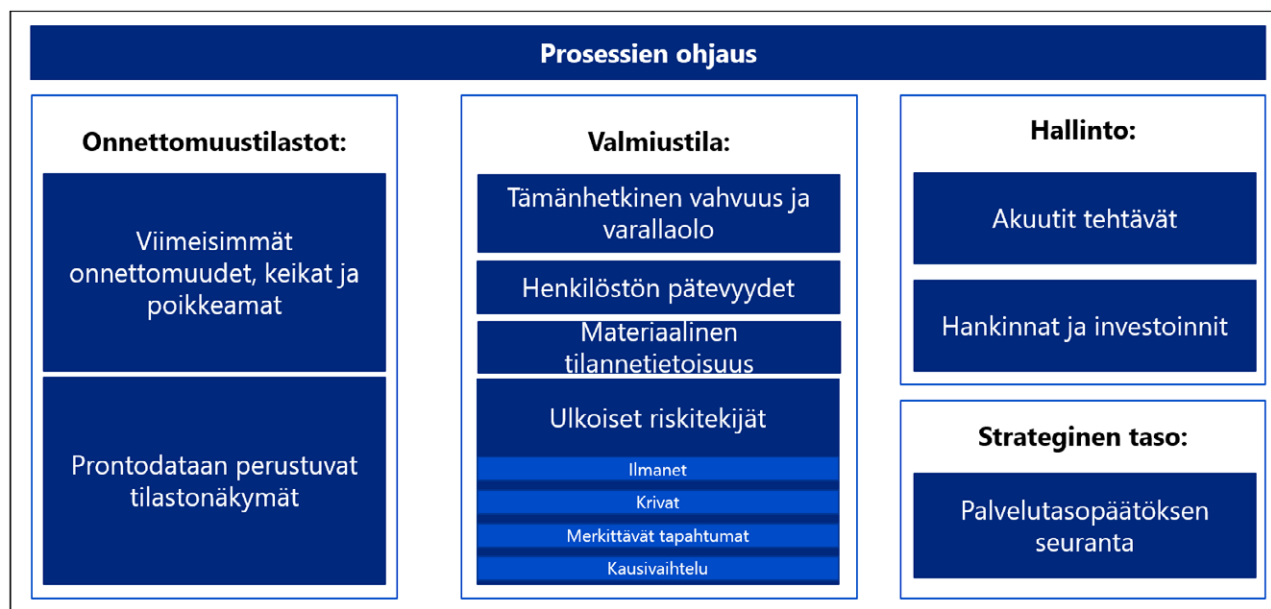 Prosessien ohjaus
Onnettomuustilastot:
Viimeisimmät
onnettomuudet, keikat ja
poikkeamat
Prontodataan perustuvat
tilastonäkymät
Valmiustila:
Tämänhetkinen vahvuus ja
varallaolo
Henkilöstön pätevyydet
Materiaalinen
tilannetietoisuus
Ulkoiset riskitekijät
Ilmanet
Krivat
Merkittävät tapahtumat
Kausivaihtelu
Hallinto:
Akuutit tehtävät
Hankinnat ja investoinnit
Strateginen taso:
Palvelutasopäätöksen
seuranta